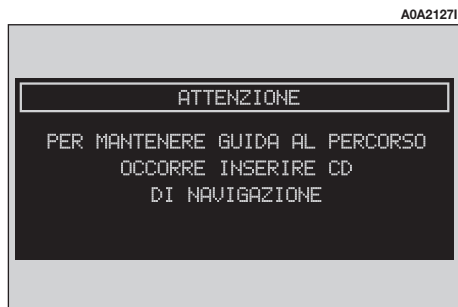 A0A2127I
ATTENZIONE
PER MANTENERE GUIDA AL PERCORSO
OCCORRE INSERIRE CD
DI NAVIGAZIONE